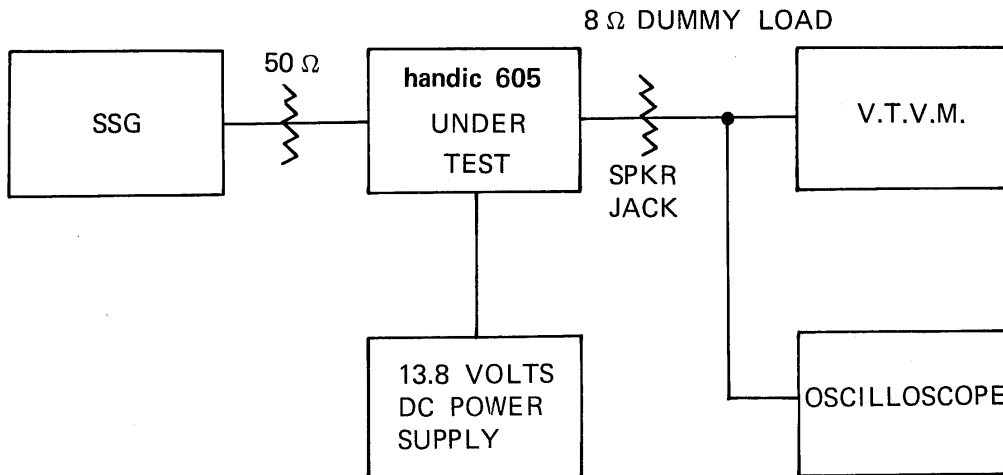 8 Ω DUMMY LOAD
50 Ω
SSG
handic 605
UNDER
TEST
V.T.V.M.
SPKR
JACK
13.8 VOLTS
DC POWER
SUPPLY
OSCILLOSCOPE